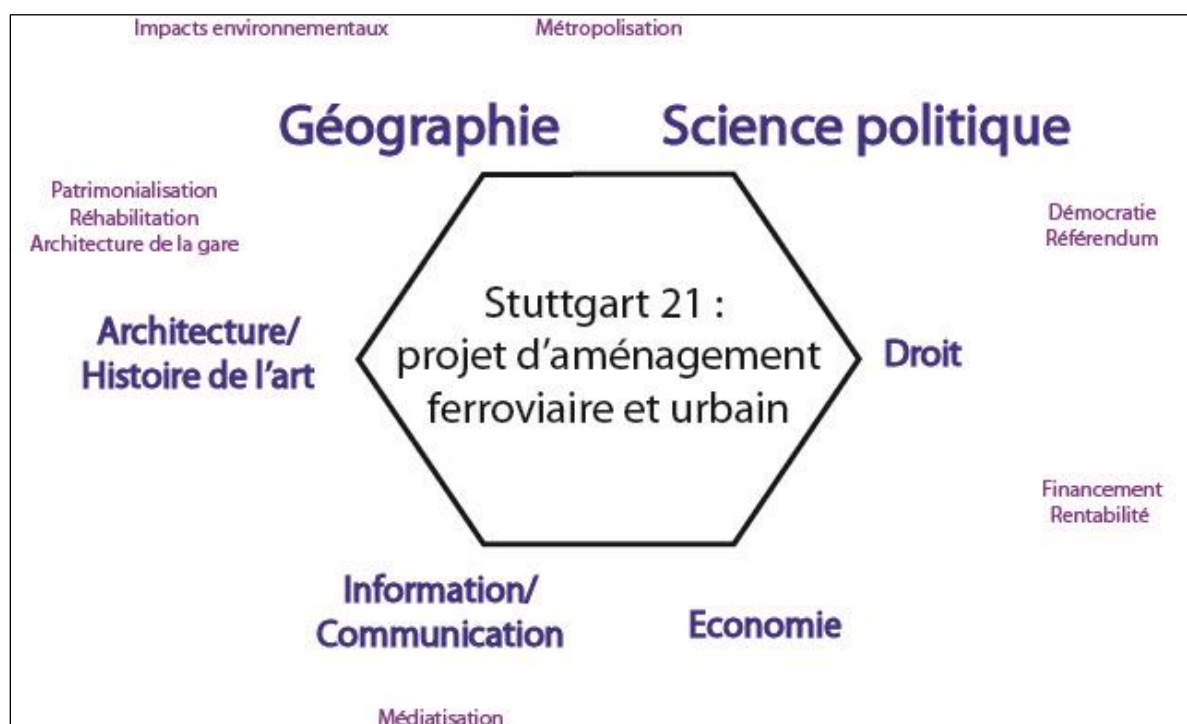 Impacts environnementaux
Métropolisation
Géographie
Science politique
Patrimonialisation
Réhabilitation
Architecture de la gare
Démocratie
Référendum
Architecture/
Histoire de l'art
Stuttgart 21 :
projet d'aménagement
ferroviaire et urbain
Droit
Financement
Rentabilité
Information/
Communication
Economie
Médiatisation